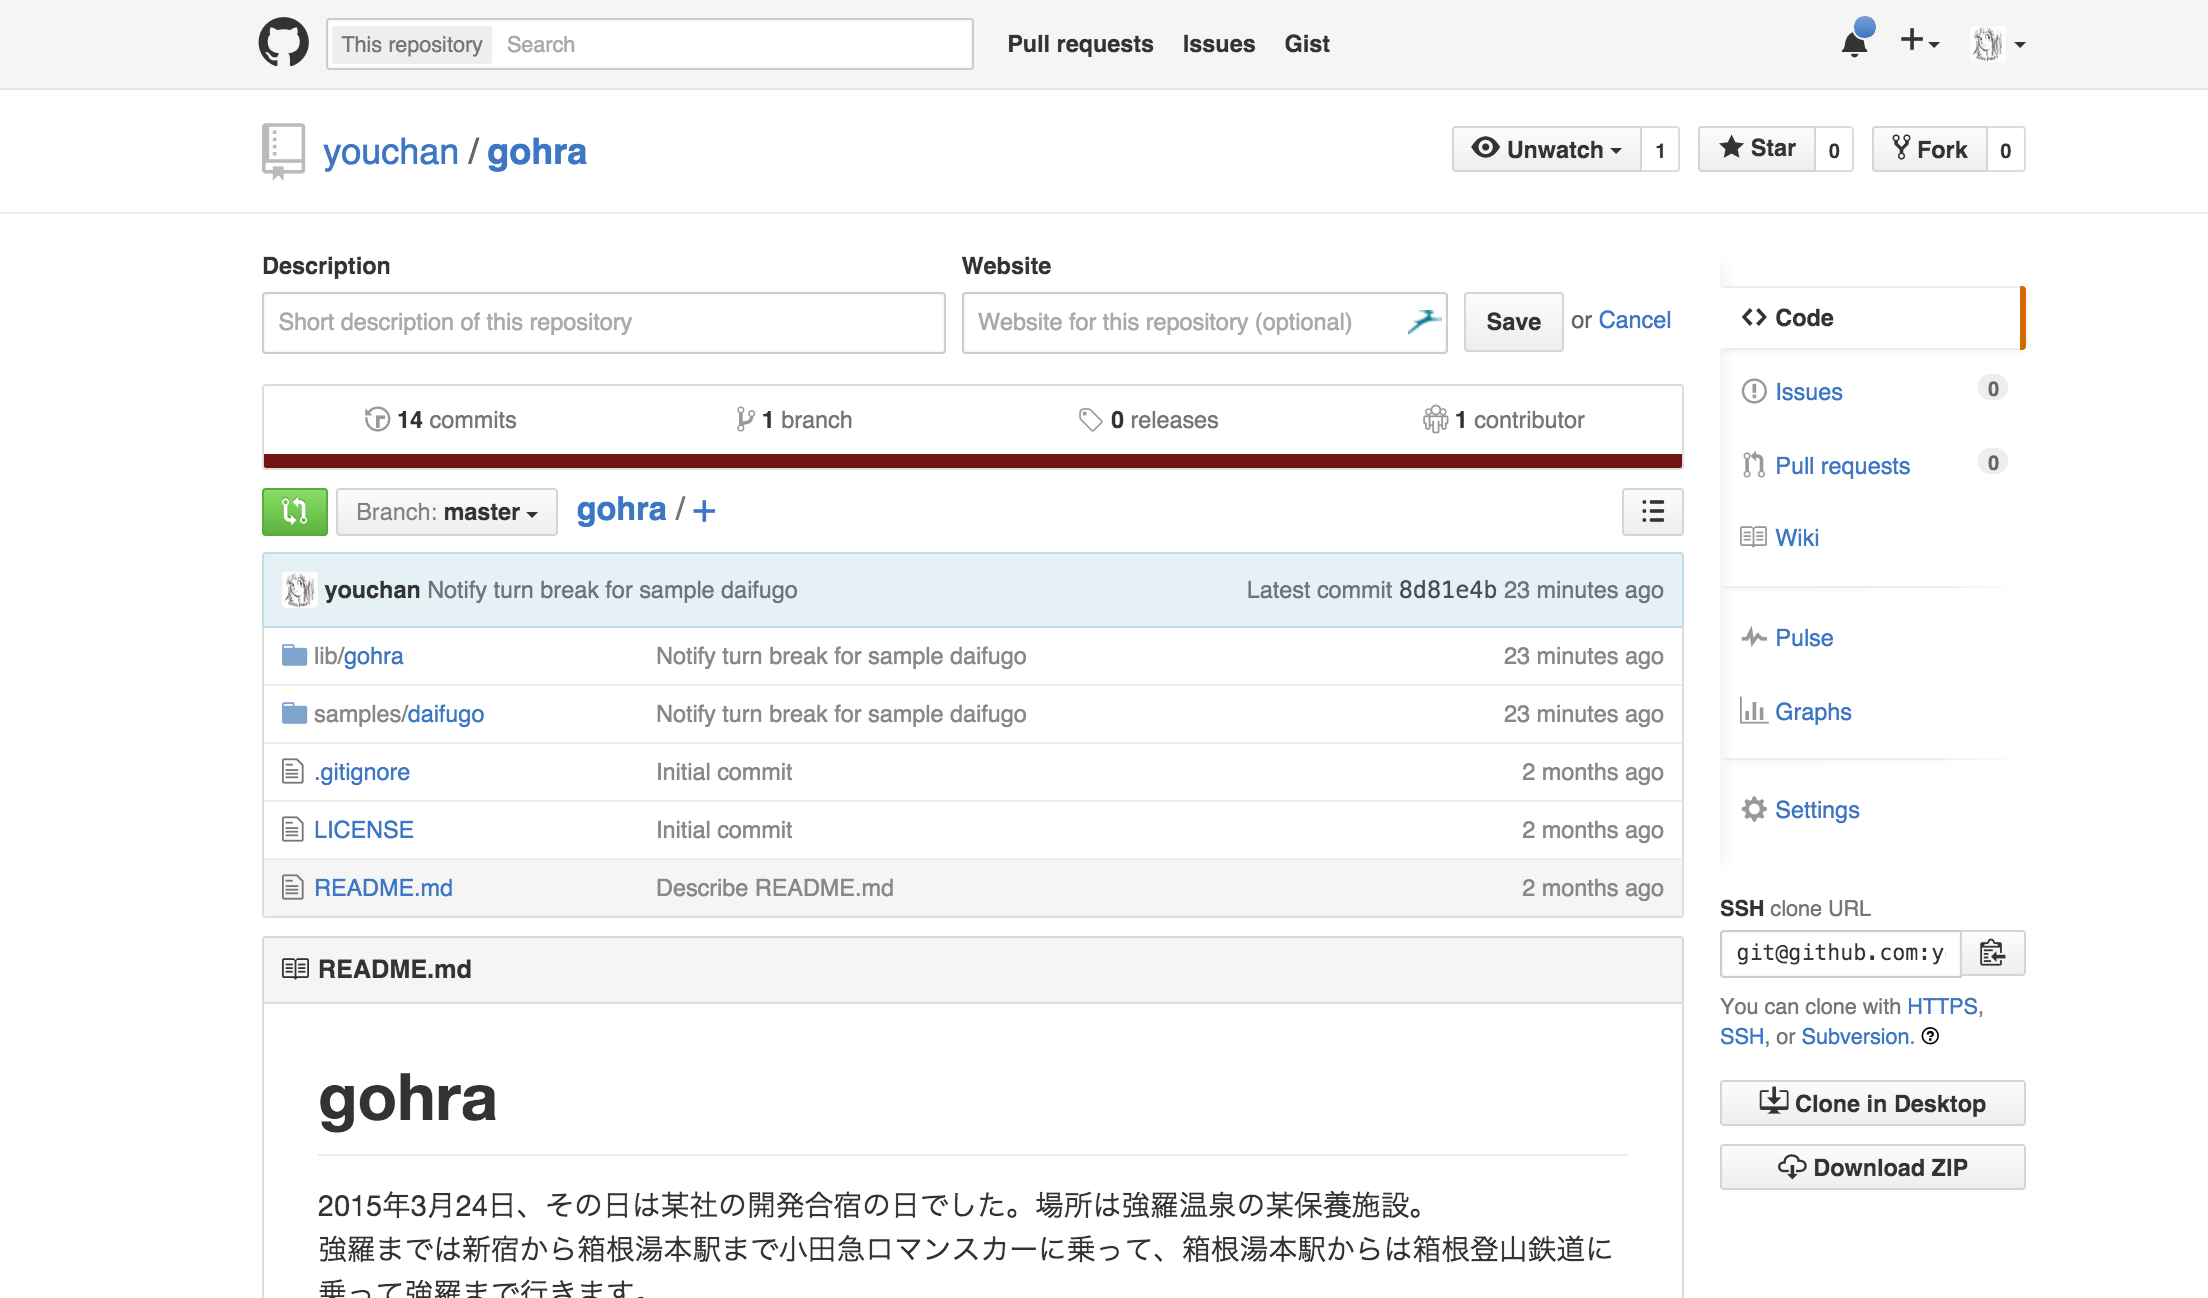 This repository Search Pull requests Issues Gist
youchan / gohra Unwatch 1 Star 0 Fork 0
Description
Short description of this repository
Website
Website for this repository (optional)
Save or Cancel
14 commits 1 branch 0 releases 1 contributor
Branch: master gohra / +
youchan Notify turn break for sample daifugo Latest commit 8d81e4b 23 minutes ago
lib/gohra Notify turn break for sample daifugo 23 minutes ago
samples/daifugo Notify turn break for sample daifugo 23 minutes ago
.gitignore Initial commit 2 months ago
LICENSE Initial commit 2 months ago
README.md Describe README.md 2 months ago
README.md
gohra
2015年3月24日、その日は某社の開発合宿の日でした。場所は強羅温泉の某保養施設。
強羅までは新宿から箱根湯本駅まで小田急ロマンスカーに乗って、箱根湯本駅からは箱根登山鉄道に
乗って強羅まで行きます。
Code
Issues 0
Pull requests 0
Wiki
Pulse
Graphs
Settings
SSH clone URL
git@github.com:y
You can clone with HTTPS,
SSH, or Subversion.
Clone in Desktop
Download ZIP